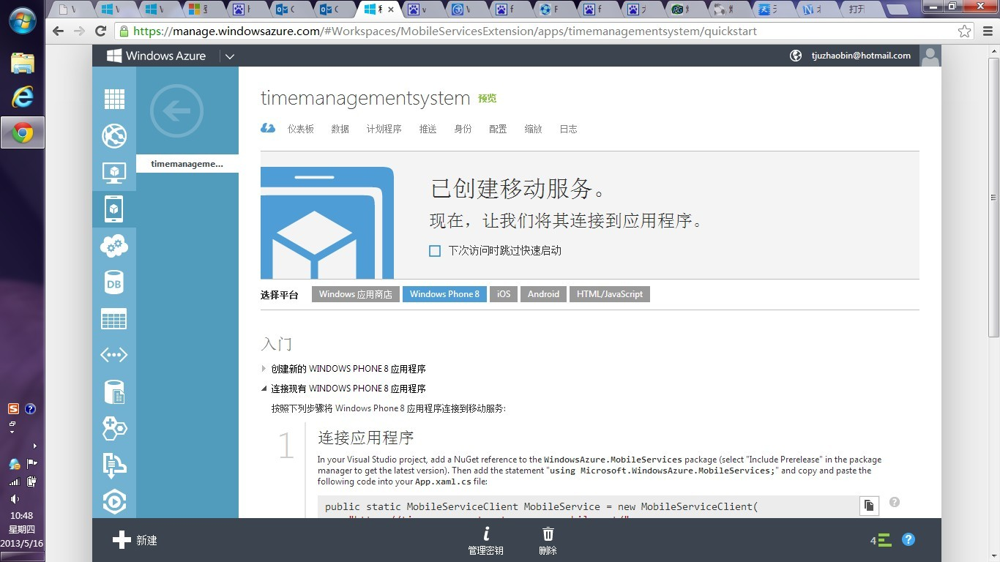 打开
https://manage.windowsazure.com/#Workspaces/MobileServicesExtension/apps/timemanagementsystem/quickstart
Windows Azure
tjuzhaobin@hotmail.com
timemanageme...
timemanagementsystem 预览
仪表板 数据 计划程序 推送 身份 配置 缩放 日志
已创建移动服务。
现在，让我们将其连接到应用程序。
下次访问时跳过快速启动
选择平台 Windows 应用商店 Windows Phone 8 iOS Android HTML/JavaScript
入门
创建新的 WINDOWS PHONE 8 应用程序
连接现有 WINDOWS PHONE 8 应用程序
按照下列步骤将 Windows Phone 8 应用程序连接到移动服务:
1 连接应用程序
In your Visual Studio project, add a NuGet reference to the WindowsAzure.MobileServices package (select "Include Prerelease" in the package
manager to get the latest version). Then add the statement "using Microsoft.WindowsAzure.MobileServices;" and copy and paste the
following code into your App.xaml.cs file:
public static MobileServiceClient MobileService = new MobileServiceClient(
DB
新建
管理密钥
删除
4
10:48
星期四
2013/5/16